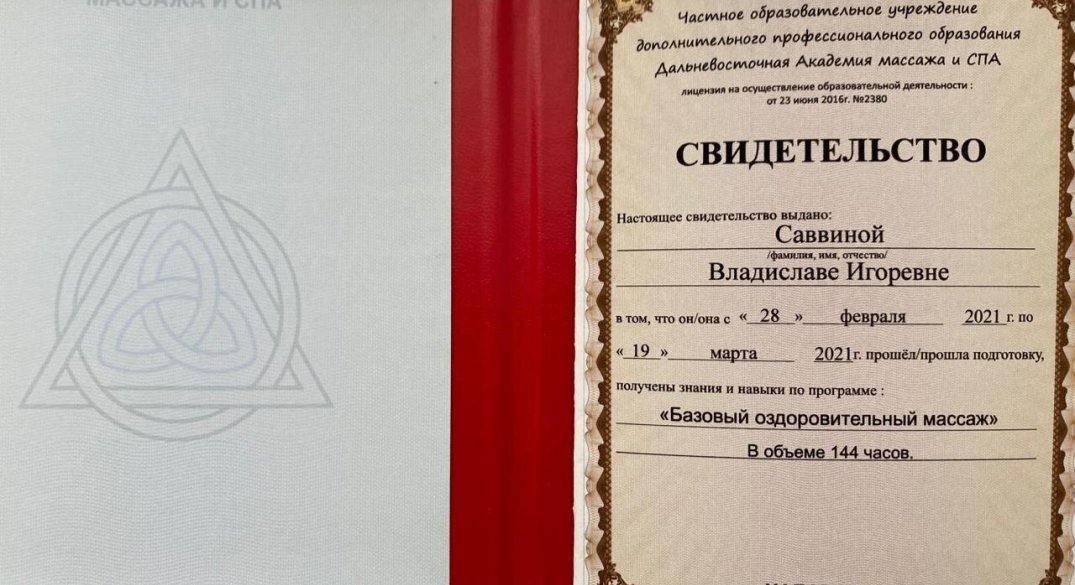 МАССАЖА И СПА
Частное образовательное учреждение
дополнительного профессионального образования
Дальневосточная Академия массажа и СПА
лицензия на осуществление образовательной деятельности :
от 23 июня 2016г. №2380
СВИДЕТЕЛЬСТВО
Настоящее свидетельство выдано:
Саввиной
/фамилия, имя, отчество/
Владиславе Игоревне
в том, что он/она с « 28 » февраля 2021 г. по
« 19 » марта 2021г. прошёл/прошла подготовку,
получены знания и навыки по программе :
«Базовый оздоровительный массаж»
В объеме 144 часов.